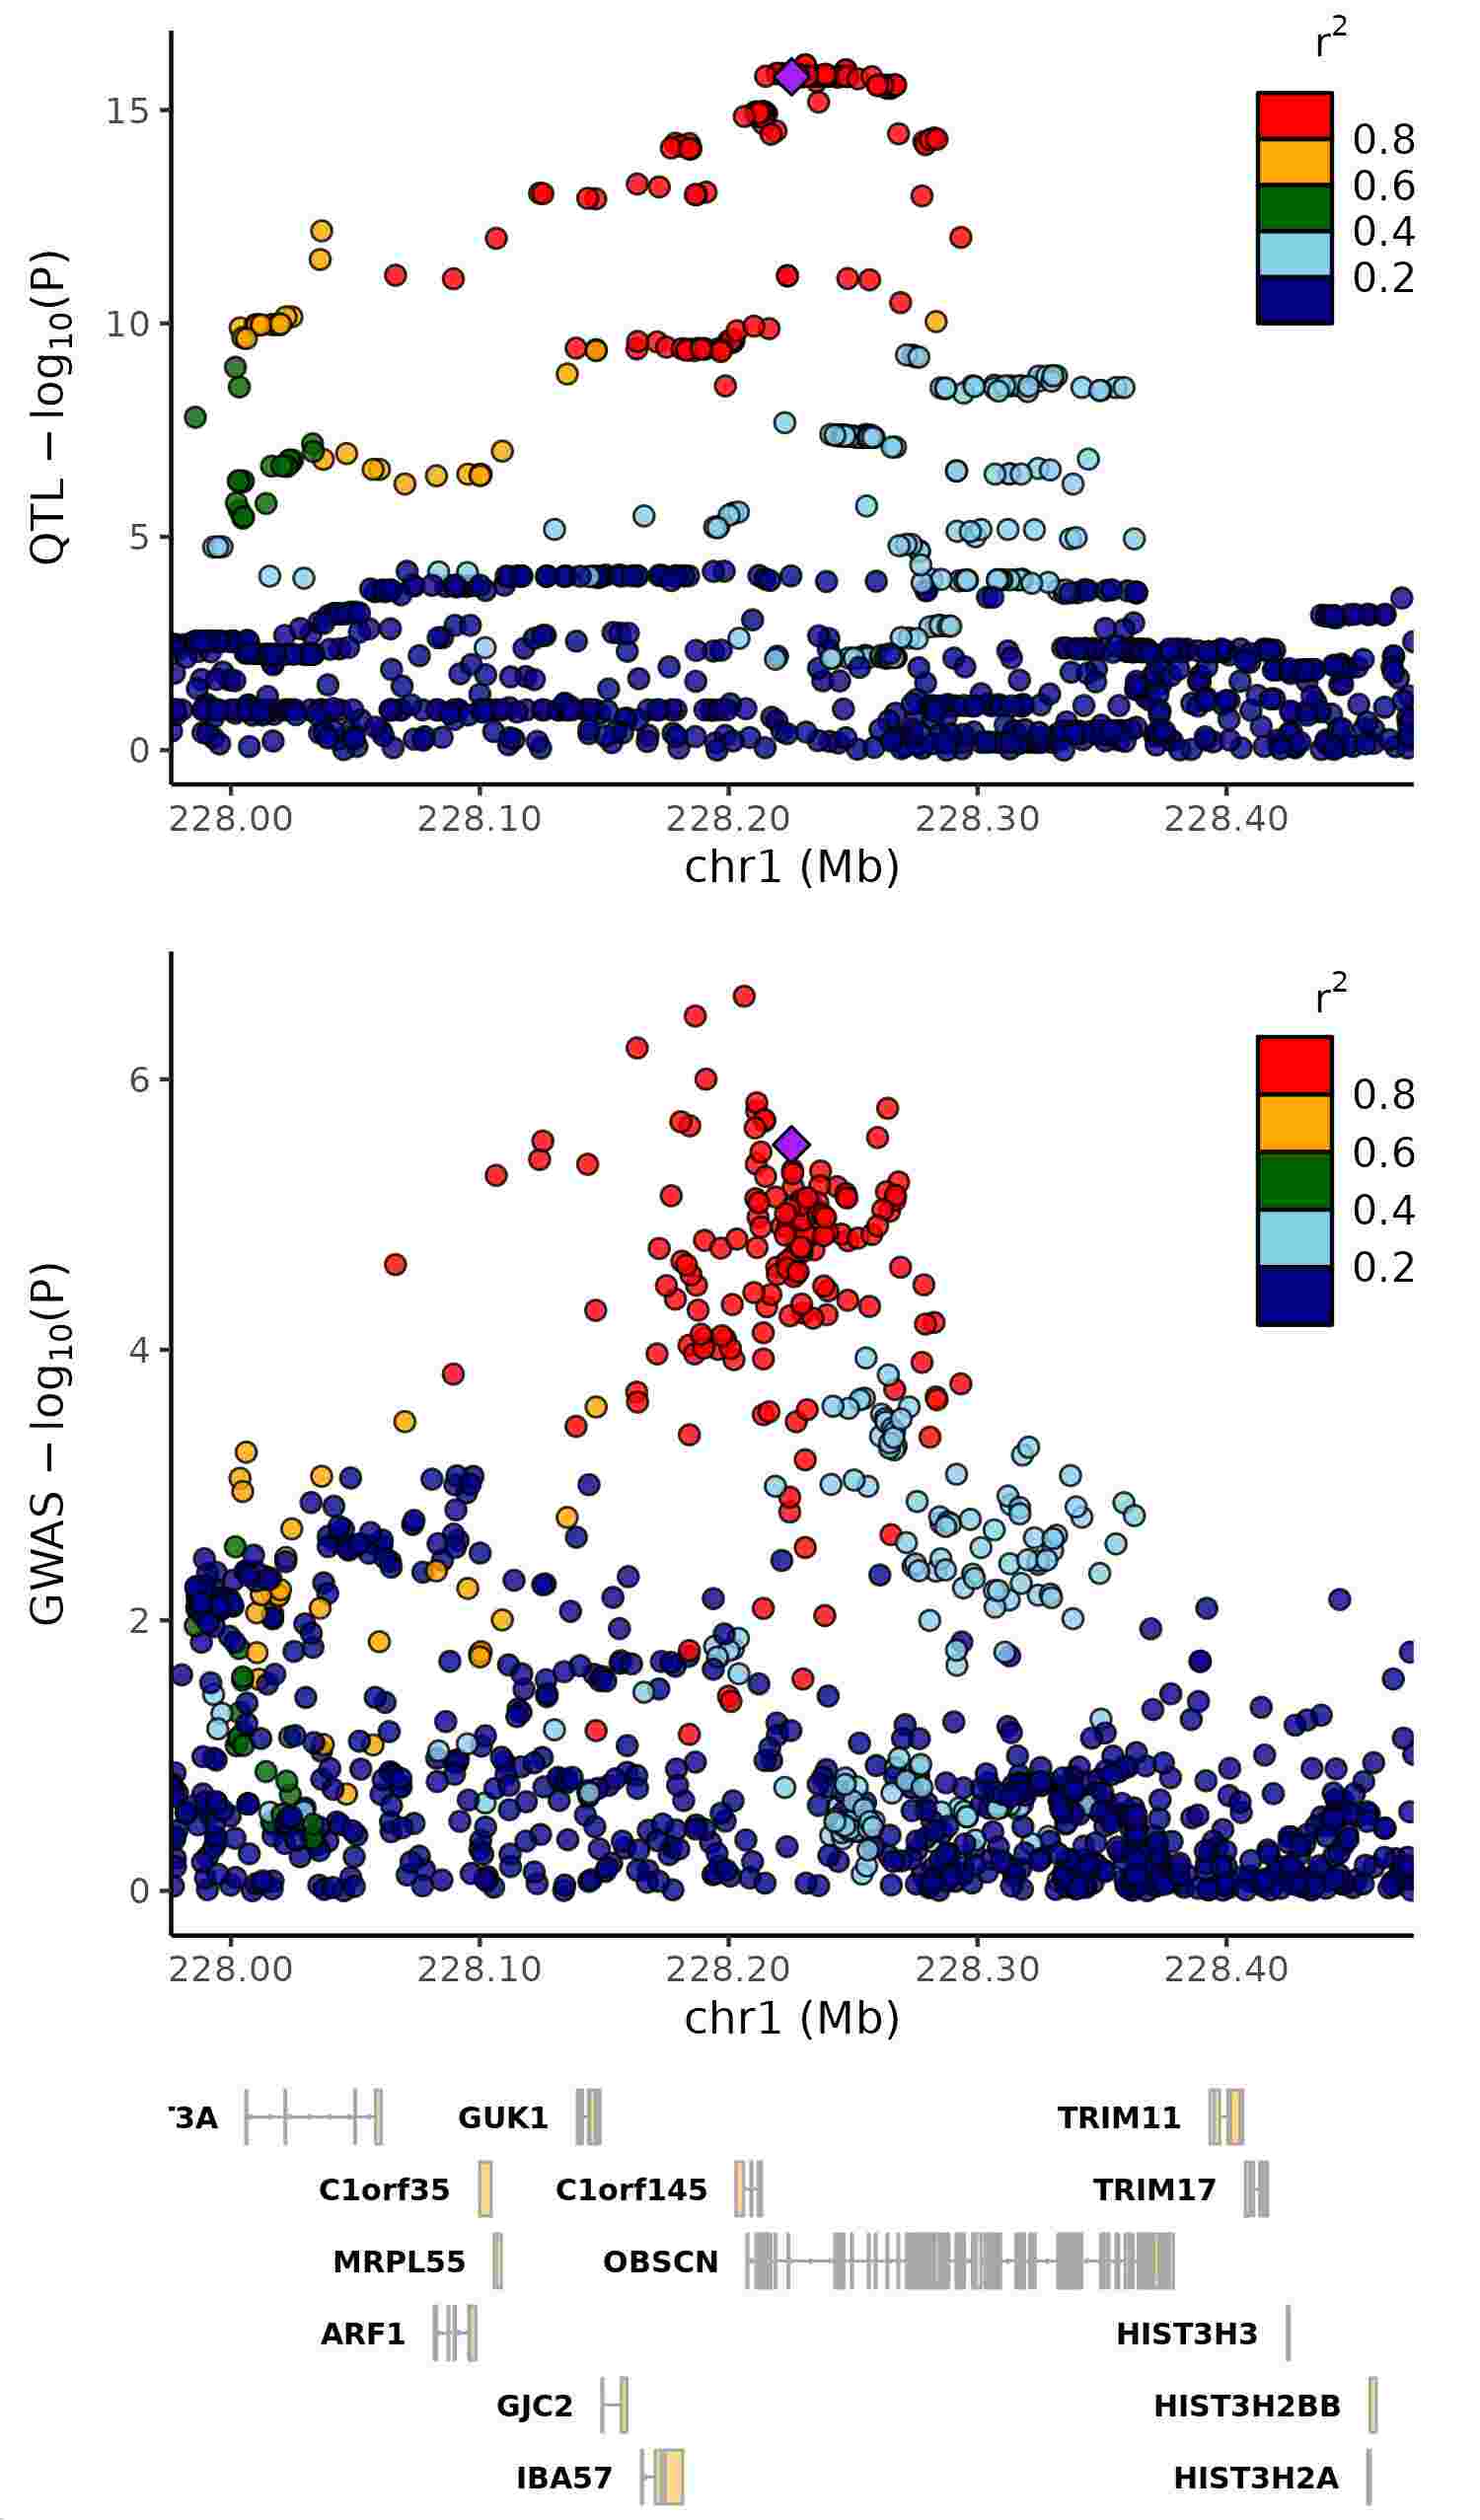 r2
15
0.8
0.6
0.4
0.2
10
5
0
QTL −log10(P)
228.00 228.10 228.20 228.30 228.40
chr1 (Mb)
r2
6
0.8
0.6
0.4
0.2
4
2
0
GWAS −log10(P)
228.00 228.10 228.20 228.30 228.40
chr1 (Mb)
3A GUK1 TRIM11
C1orf35 C1orf145 TRIM17
MRPL55 OBSCN
ARF1 HIST3H3
GJC2 HIST3H2BB
IBA57 HIST3H2A